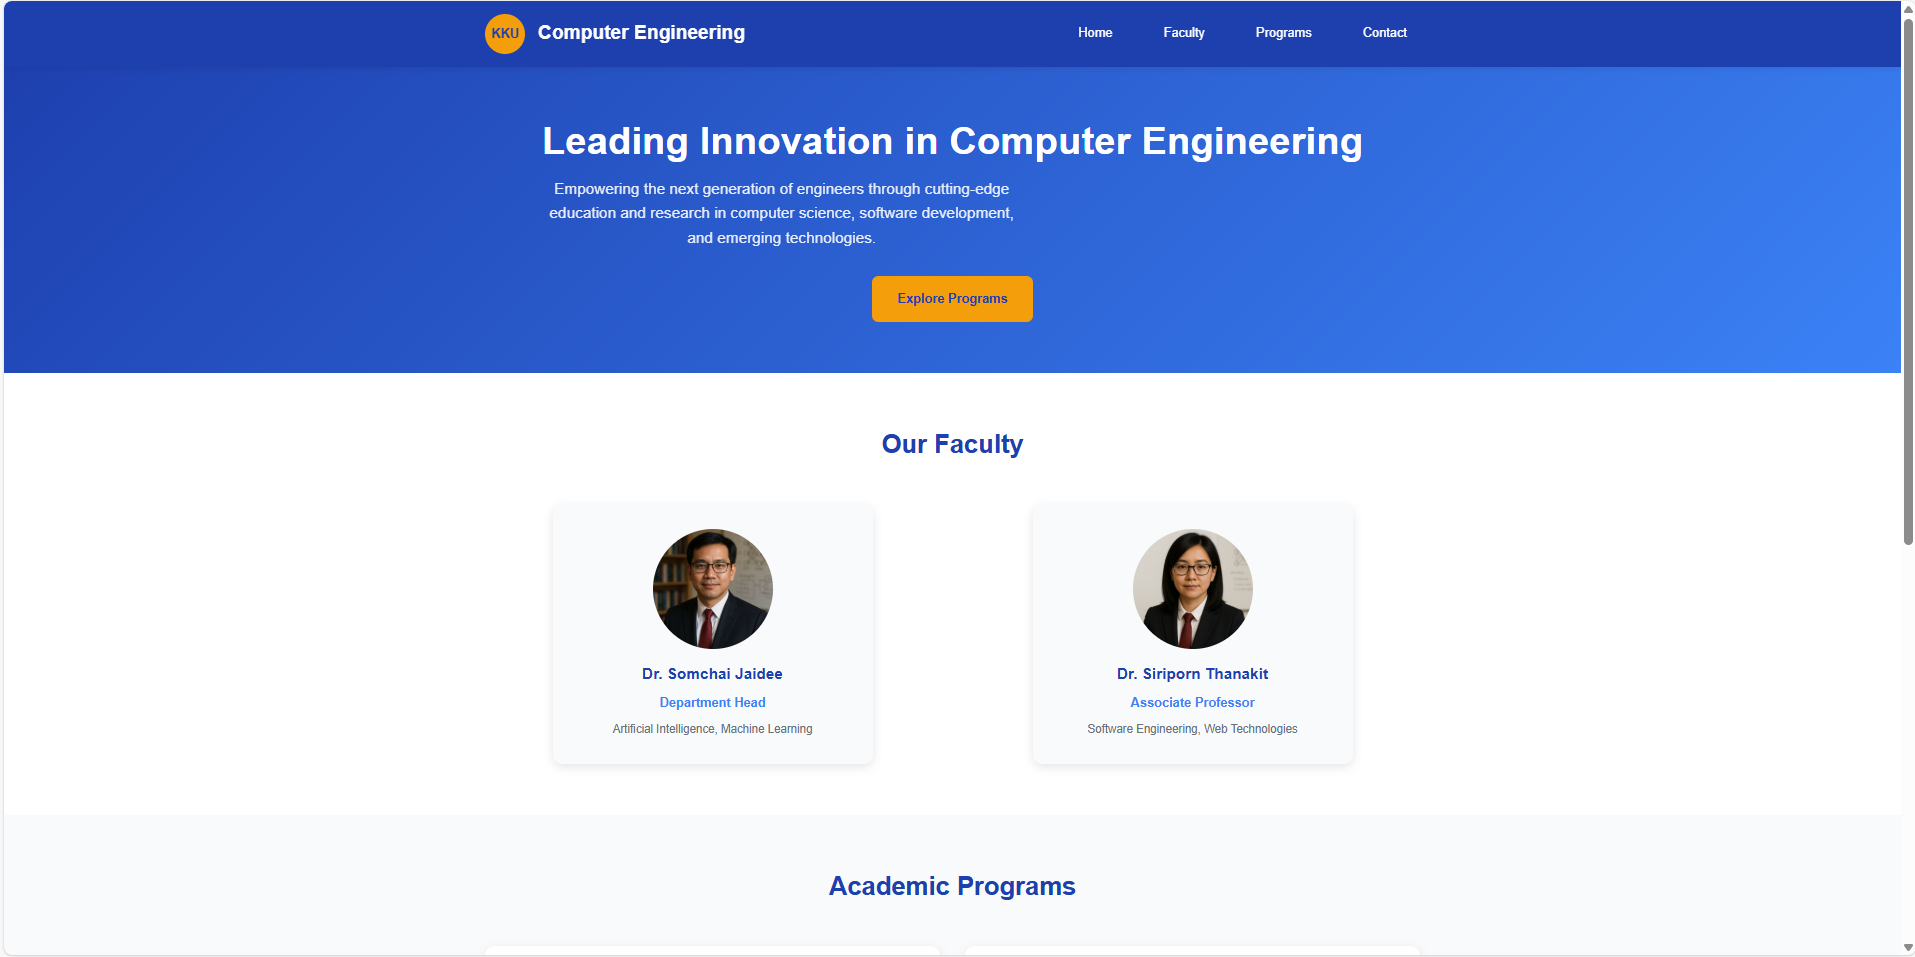 KKU
Computer Engineering
Home
Faculty
Programs
Contact
Leading Innovation in Computer Engineering
Empowering the next generation of engineers through cutting-edge
education and research in computer science, software development,
and emerging technologies.
Explore Programs
Our Faculty
Dr. Somchai Jaidee
Department Head
Artificial Intelligence, Machine Learning
Dr. Siriporn Thanakit
Associate Professor
Software Engineering, Web Technologies
Academic Programs